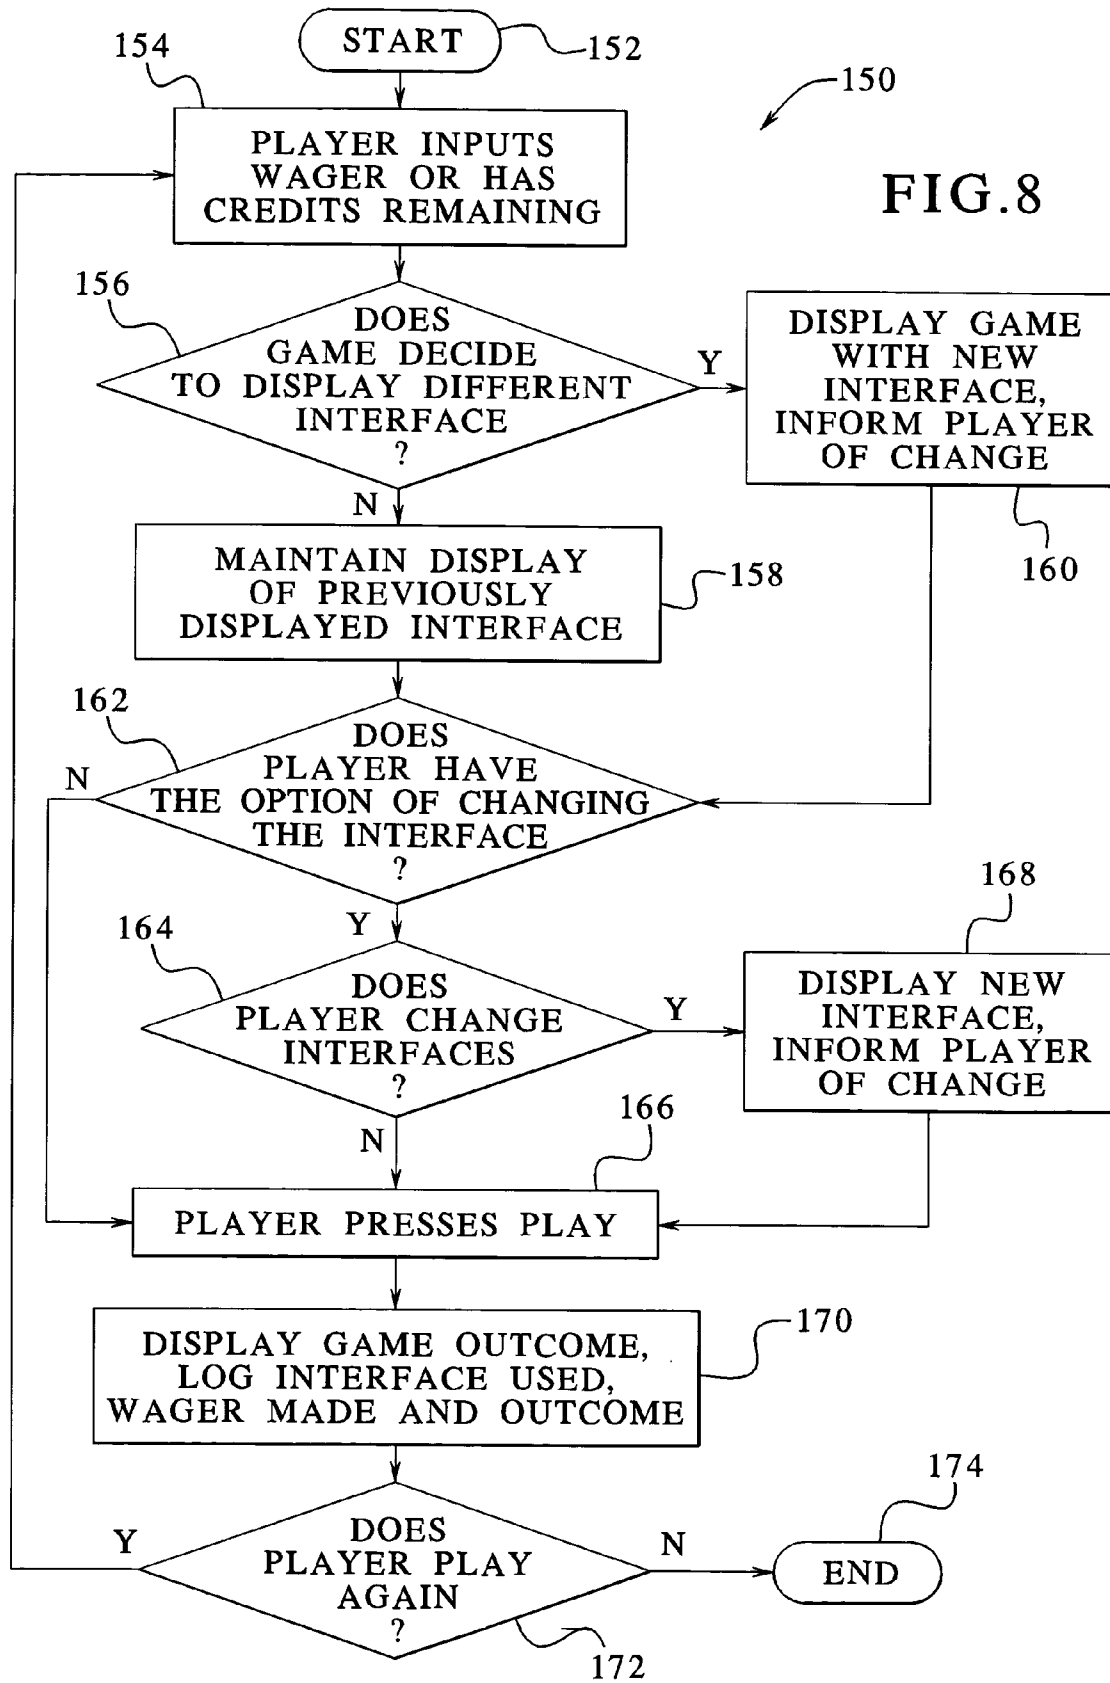 START
152
154
150
PLAYER INPUTS
WAGER OR HAS
CREDITS REMAINING
FIG.8
156
DOES
GAME DECIDE
TO DISPLAY DIFFERENT
INTERFACE
?
Y
DISPLAY GAME
WITH NEW
INTERFACE,
INFORM PLAYER
OF CHANGE
160
N
MAINTAIN DISPLAY
OF PREVIOUSLY
DISPLAYED INTERFACE
158
162
DOES
PLAYER HAVE
THE OPTION OF CHANGING
THE INTERFACE
?
N
Y
164
DOES
PLAYER CHANGE
INTERFACES
?
Y
168
DISPLAY NEW
INTERFACE,
INFORM PLAYER
OF CHANGE
N
166
PLAYER PRESSES PLAY
DISPLAY GAME OUTCOME,
LOG INTERFACE USED,
WAGER MADE AND OUTCOME
170
DOES
PLAYER PLAY
AGAIN
?
Y
N
174
END
172